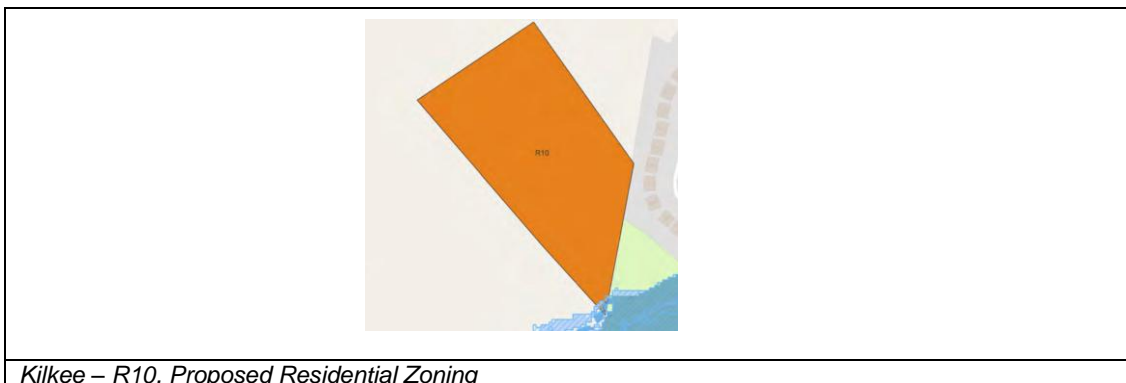 R10
Kilkee – R10. Proposed Residential Zoning